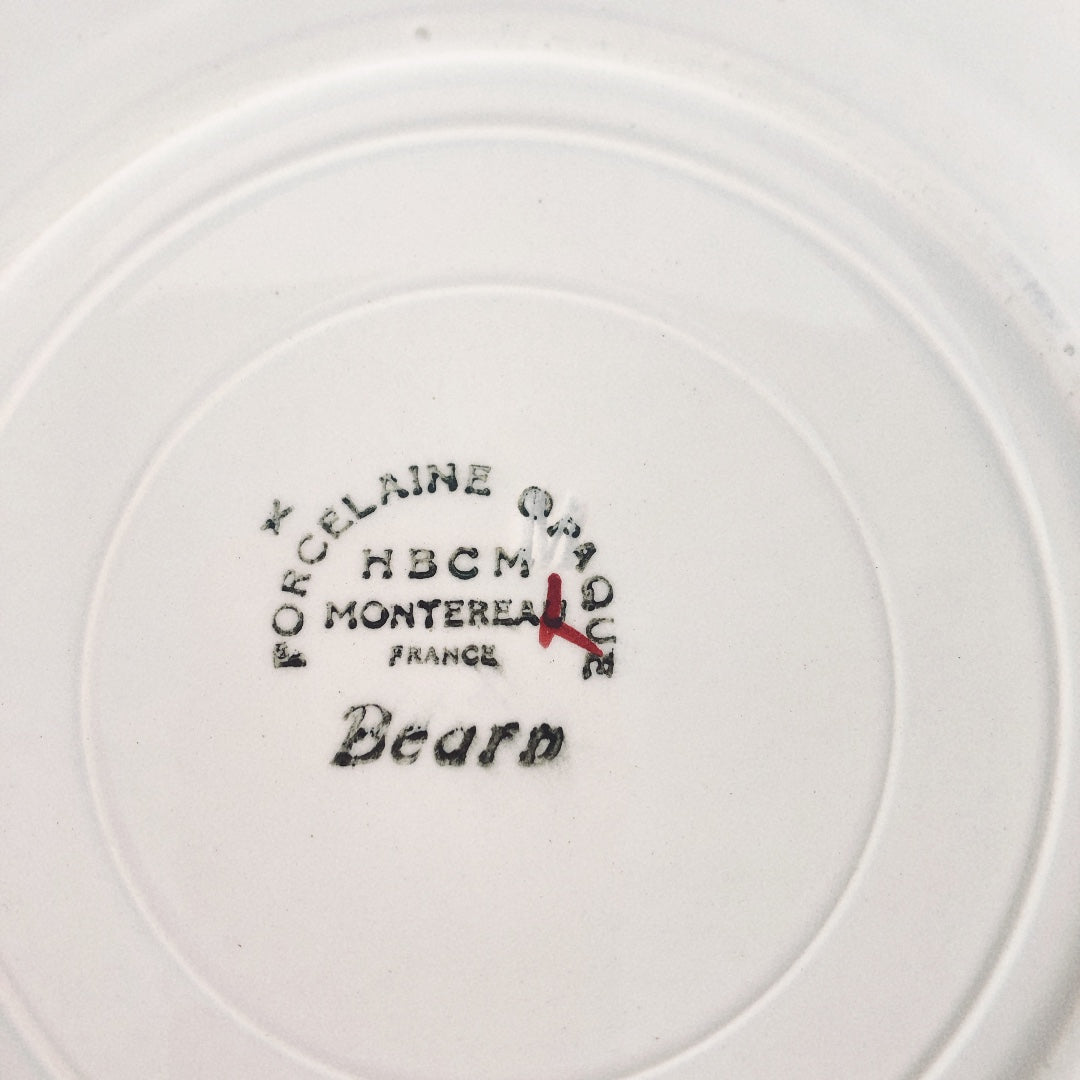 PORCELAINE OPAQUE
HBCM
MONTEREAU
FRANCE
Bearn